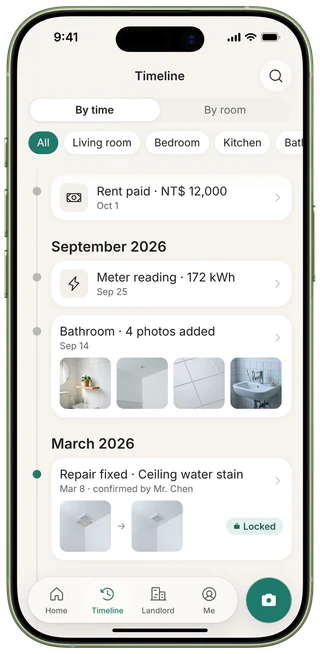 9:41
Timeline
By time
By room
All
Living room
Bedroom
Kitchen
Rent paid · NT$ 12,000
Oct 1
September 2026
Meter reading · 172 kWh
Sep 25
Bathroom · 4 photos added
Sep 14
March 2026
Repair fixed · Ceiling water stain
Mar 8 · confirmed by Mr. Chen
→
Locked
Home
Timeline
Landlord
Me